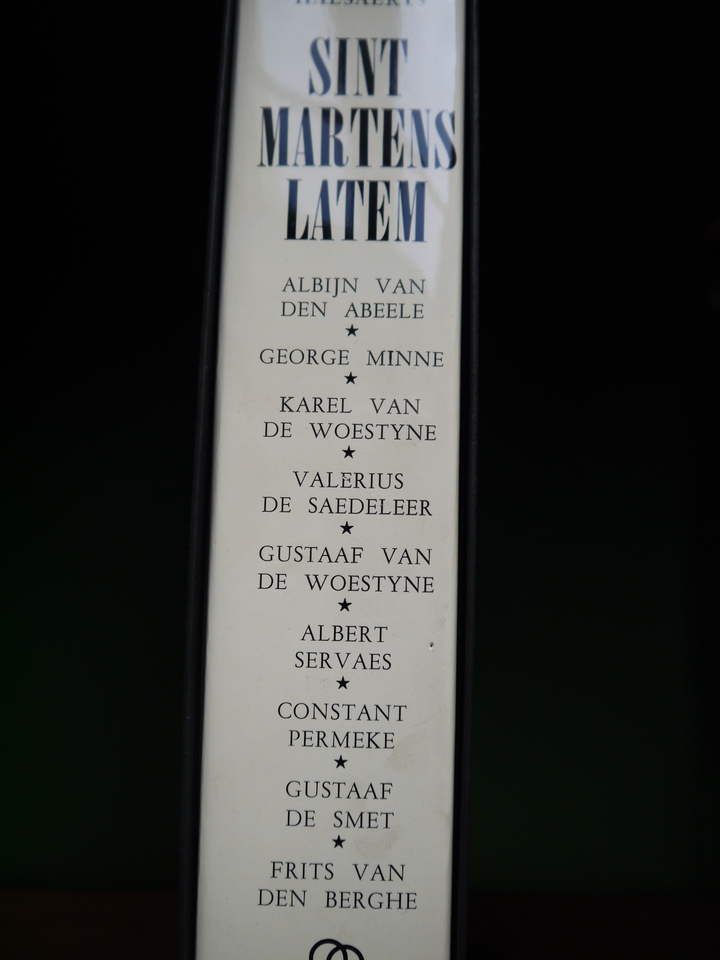 SINT
MARTENS
LATEM
ALBIJN VAN
DEN ABEELE
GEORGE MINNE
KAREL VAN
DE WOESTYNE
VALERIUS
DE SAEDELEER
GUSTAAF VAN
DE WOESTYNE
ALBERT
SERVAES
CONSTANT
PERMEKE
GUSTAAF
DE SMET
FRITS VAN
DEN BERGHE